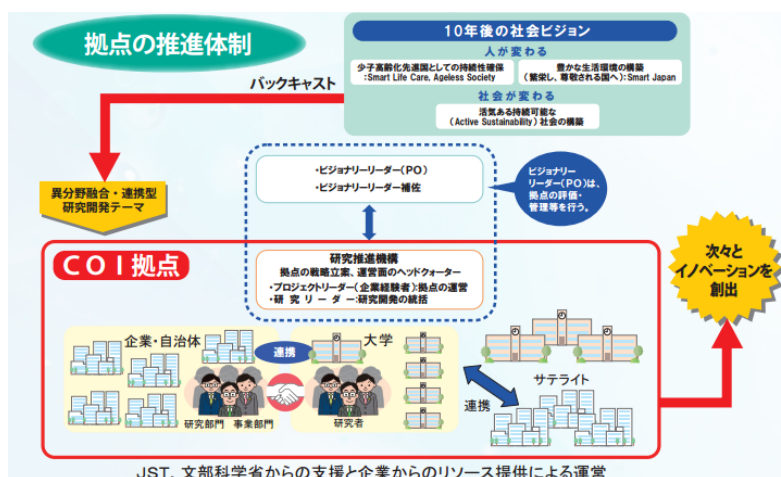 拠点の推進体制
10年後の社会ビジョン
人が変わる
少子高齢化先進国としての持続性確保
:Smart Life Care, Ageless Society
豊かな生活環境の構築
(繁栄し、尊敬される国へ):Smart Japan
社会が変わる
活気ある持続可能な
(Active Sustainability)社会の構築
バックキャスト
異分野融合・連携型
研究開発テーマ
・ビジョナリーリーダー(PO)
・ビジョナリーリーダー補佐
ビジョナリー
リーダー(PO)は、
拠点の評価・
管理等を行う。
COI拠点
研究推進機構
拠点の戦略立案、運営面のヘッドクォーター
・プロジェクトリーダー(企業経験者):拠点の運営
・研究リーダー:研究開発の統括
次々と
イノベーションを
創出
企業・自治体
連携
大学
サテライト
連携
研究部門
事業部門
研究者
JST、文部科学省からの支援と企業からのリソース提供による運営